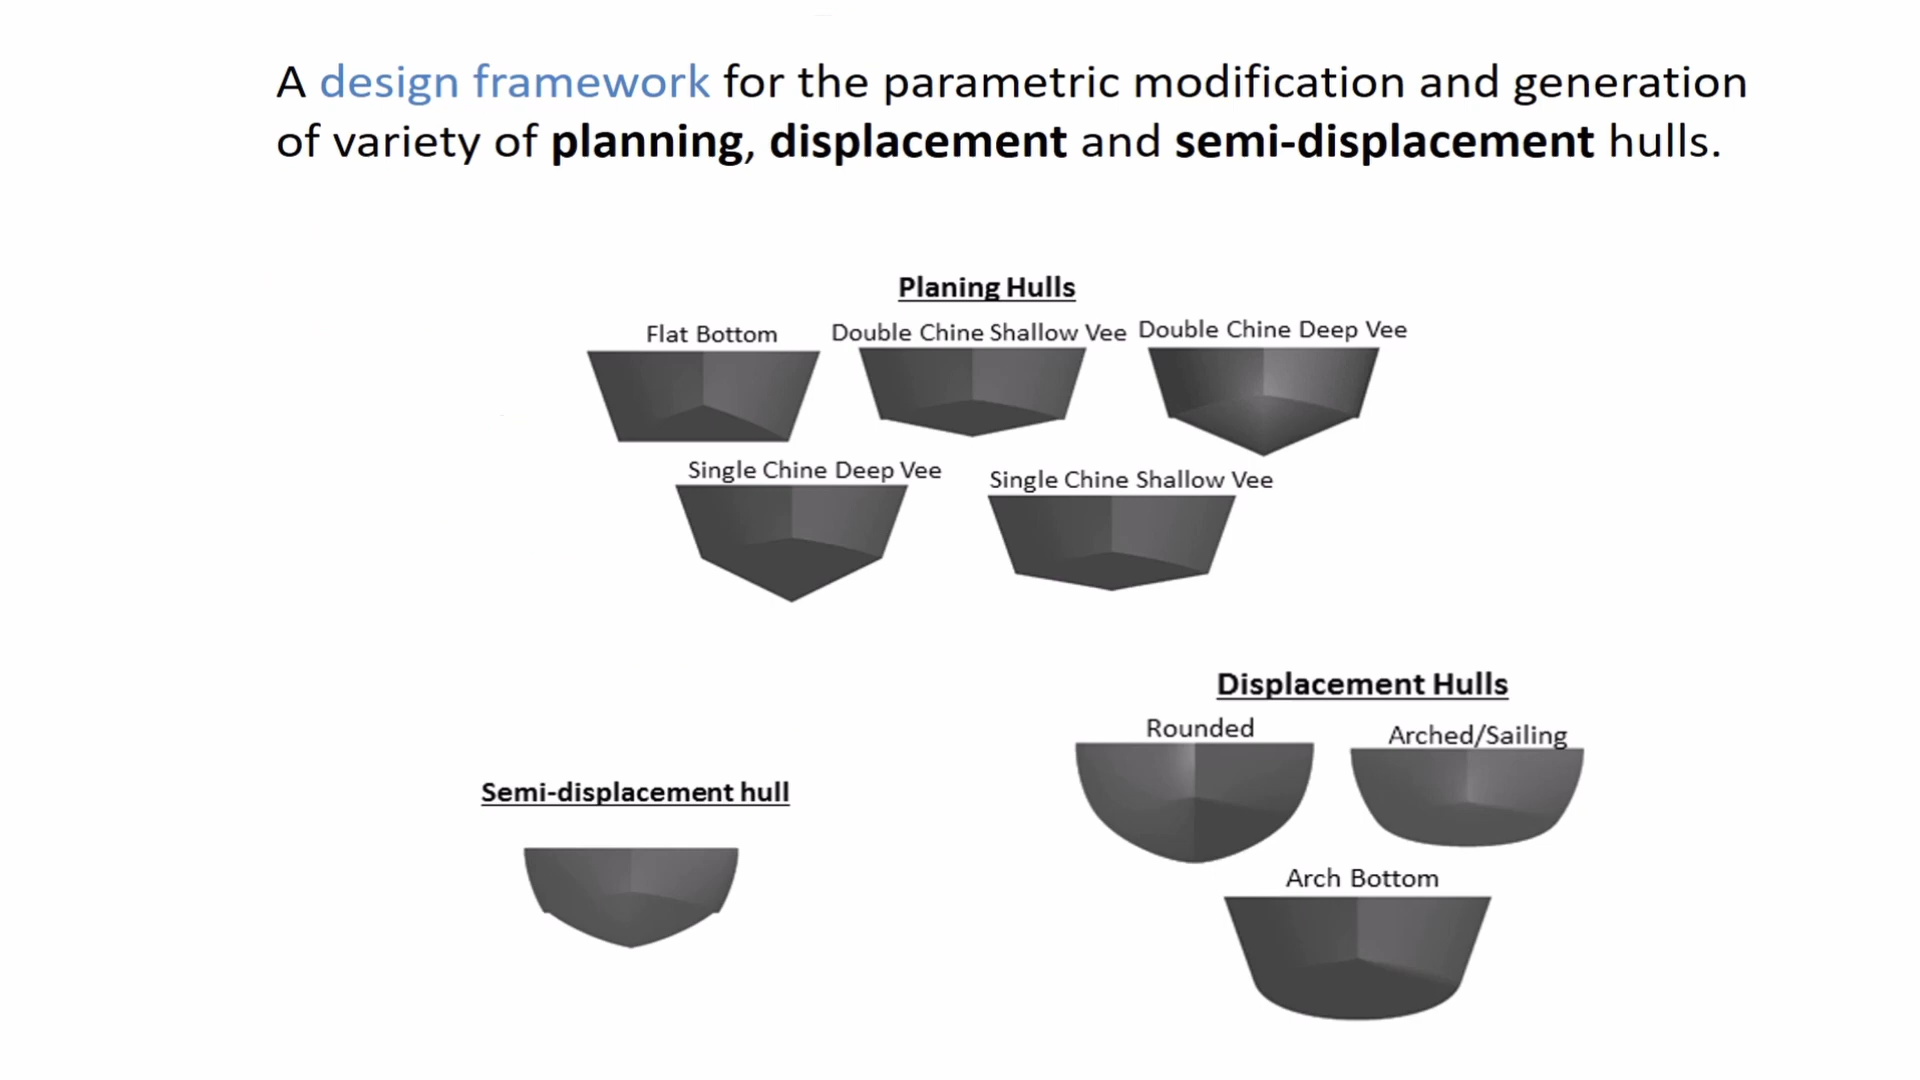 A design framework for the parametric modification and generation
of variety of planning, displacement and semi-displacement hulls.
Planing Hulls
Flat Bottom
Double Chine Shallow Vee
Double Chine Deep Vee
Single Chine Deep Vee
Single Chine Shallow Vee
Displacement Hulls
Rounded
Arched/Sailing
Semi-displacement hull
Arch Bottom